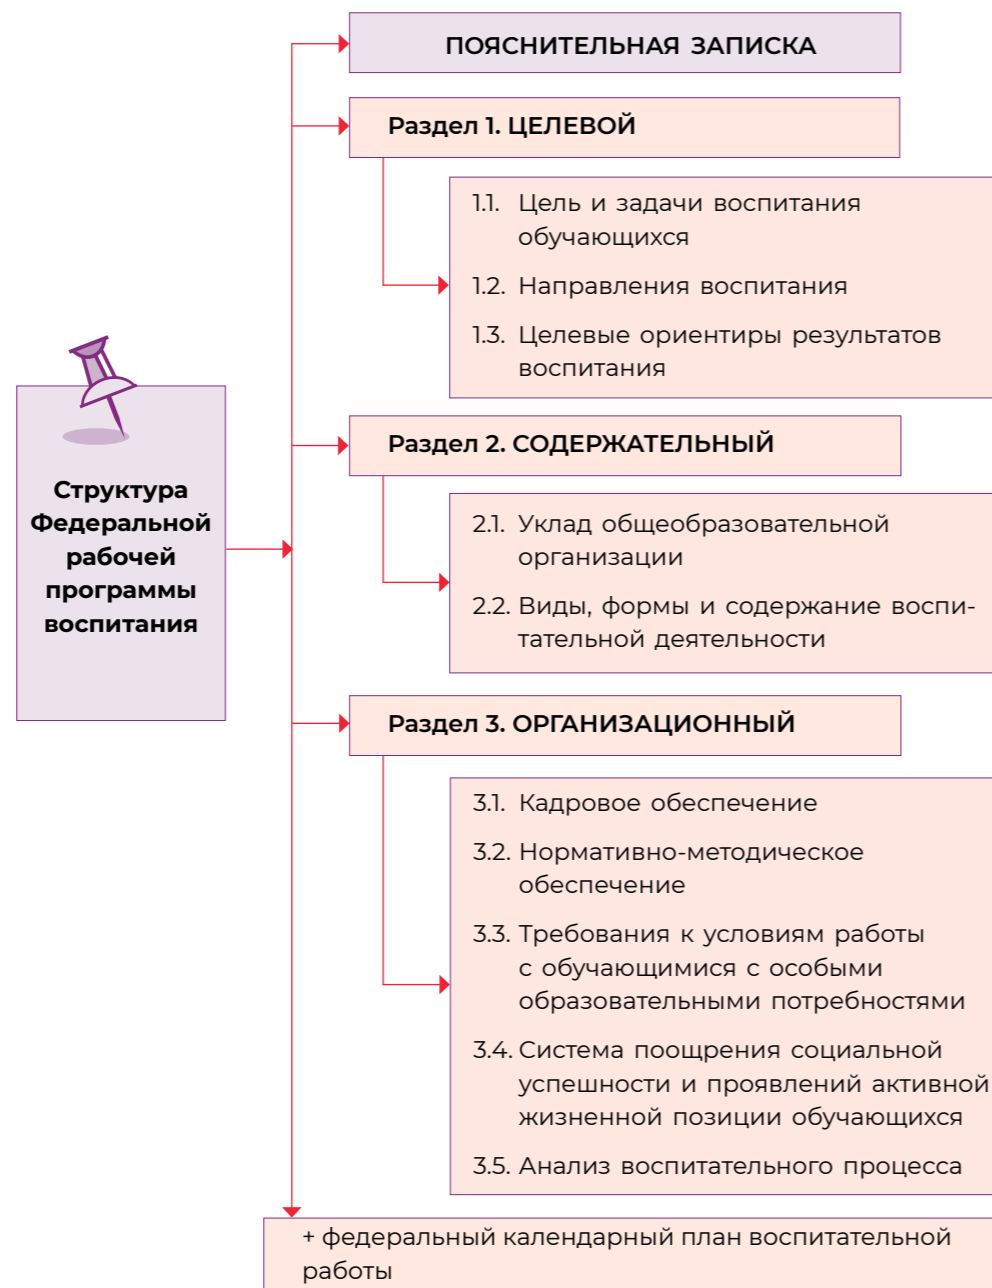 ПОЯСНИТЕЛЬНАЯ ЗАПИСКА
Раздел 1. ЦЕЛЕВОЙ
1.1. Цель и задачи воспитания
обучающихся
1.2. Направления воспитания
1.3. Целевые ориентиры результатов
воспитания
Структура
Федеральной
рабочей
программы
воспитания
Раздел 2. СОДЕРЖАТЕЛЬНЫЙ
2.1. Уклад общеобразовательной
организации
2.2. Виды, формы и содержание воспи-
тательной деятельности
Раздел 3. ОРГАНИЗАЦИОННЫЙ
3.1. Кадровое обеспечение
3.2. Нормативно-методическое
обеспечение
3.3. Требования к условиям работы
с обучающимися с особыми
образовательными потребностями
3.4. Система поощрения социальной
успешности и проявлений активной
жизненной позиции обучающихся
3.5. Анализ воспитательного процесса
+ федеральный календарный план воспитательной
работы